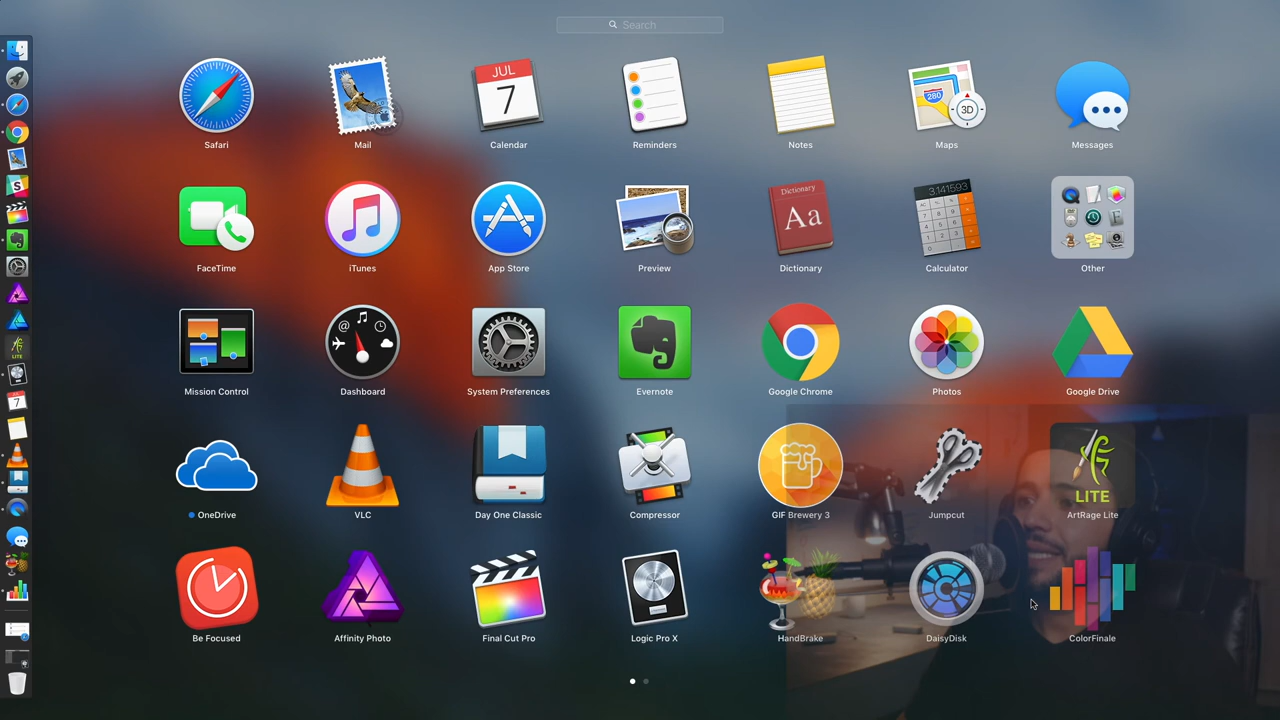 Search
JUL
7
280
3D
Safari
Mail
Calendar
Reminders
Notes
Maps
Messages
Dictionary
Aa
3.141593
FaceTime
iTunes
App Store
Preview
Dictionary
Calculator
Other
Mission Control
Dashboard
System Preferences
Evernote
Google Chrome
Photos
Google Drive
LITE
OneDrive
VLC
Day One Classic
Compressor
GIF Brewery 3
Jumpcut
ArtRage Lite
Be Focused
Affinity Photo
Final Cut Pro
Logic Pro X
HandBrake
DaisyDisk
ColorFinale
S
LITE
7